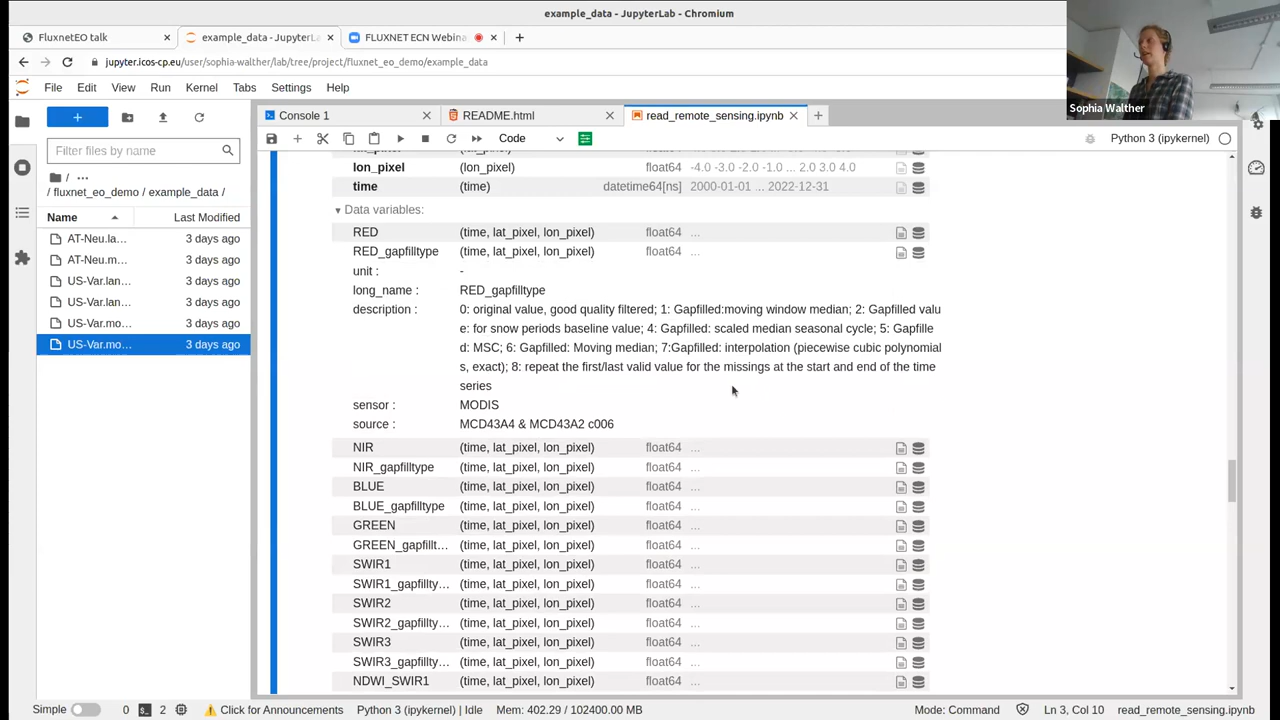 example_data - JupyterLab - Chromium
FluxnetEO talk
example_data - JupyterLa
FLUXNET ECN Webina
jupyter.icos-cp.eu/user/sophia-walther/lab/tree/project/fluxnet_eo_demo/example_data
File Edit View Run Kernel Tabs Settings Help
Sophia Walther
Console 1
README.html
read_remote_sensing.ipynb
Code
Python 3 (ipykernel)
Filter files by name
/ ...
/ fluxnet_eo_demo / example_data /
Name Last Modified
AT-Neu.la... 3 days ago
AT-Neu.m... 3 days ago
US-Var.lan... 3 days ago
US-Var.lan... 3 days ago
US-Var.mo... 3 days ago
US-Var.mo... 3 days ago
lon_pixel (lon_pixel) float64 -4.0 -3.0 -2.0 -1.0 ... 2.0 3.0 4.0
time (time) datetime64[ns] 2000-01-01 ... 2022-12-31
Data variables:
RED (time, lat_pixel, lon_pixel) float64 ...
RED_gapfilltype (time, lat_pixel, lon_pixel) float64 ...
unit : -
long_name : RED_gapfilltype
description : 0: original value, good quality filtered; 1: Gapfilled:moving window median; 2: Gapfilled valu
e: for snow periods baseline value; 4: Gapfilled: scaled median seasonal cycle; 5: Gapfille
d: MSC; 6: Gapfilled: Moving median; 7:Gapfilled: interpolation (piecewise cubic polynomial
s, exact); 8: repeat the first/last valid value for the missings at the start and end of the time
series
sensor : MODIS
source : MCD43A4 & MCD43A2 c006
NIR (time, lat_pixel, lon_pixel) float64 ...
NIR_gapfilltype (time, lat_pixel, lon_pixel) float64 ...
BLUE (time, lat_pixel, lon_pixel) float64 ...
BLUE_gapfilltype (time, lat_pixel, lon_pixel) float64 ...
GREEN (time, lat_pixel, lon_pixel) float64 ...
GREEN_gapfillt... (time, lat_pixel, lon_pixel) float64 ...
SWIR1 (time, lat_pixel, lon_pixel) float64 ...
SWIR1_gapfillty... (time, lat_pixel, lon_pixel) float64 ...
SWIR2 (time, lat_pixel, lon_pixel) float64 ...
SWIR2_gapfillty... (time, lat_pixel, lon_pixel) float64 ...
SWIR3 (time, lat_pixel, lon_pixel) float64 ...
SWIR3_gapfillty... (time, lat_pixel, lon_pixel) float64 ...
NDWI_SWIR1 (time, lat_pixel, lon_pixel) float64 ...
Simple 0 2 Click for Announcements Python 3 (ipykernel) | Idle Mem: 402.29 / 102400.00 MB Mode: Command Ln 3, Col 10 read_remote_sensing.ipynb